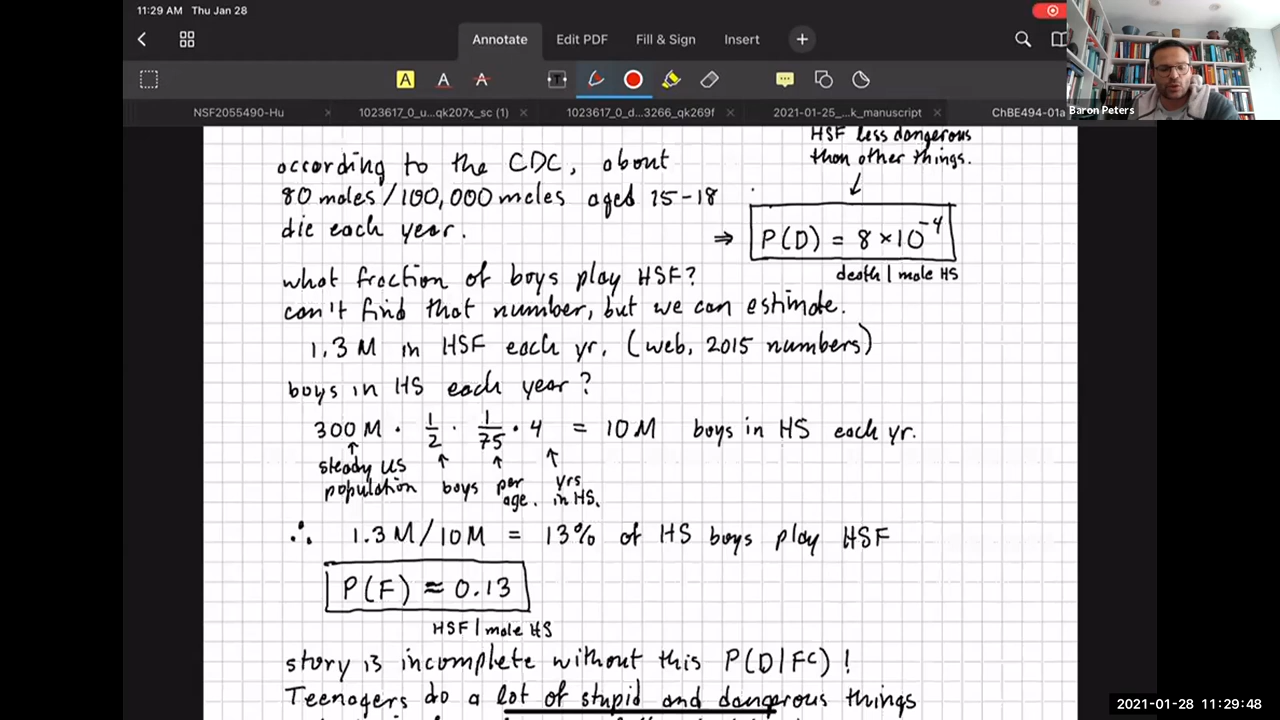 11:29 AM Thu Jan 28
Annotate Edit PDF Fill & Sign Insert
NSF2055490-Hu 1023617_0_u...qk207x_sc (1) 1023617_0_d...3266_qk269f 2021-01-25_...k_manuscript ChBE494-01a
Baron Peters
HSF less dangerous
than other things.
according to the CDC, about
80 males/100,000 males aged 15-18
die each year.
⇒ P(D) = 8×10⁻⁴
death | male HS
what fraction of boys play HSF?
can't find that number, but we can estimate.
1.3 M in HSF each yr. (web, 2015 numbers)
boys in HS each year?
300 M · 1/2 · 1/75 · 4 = 10 M boys in HS each yr.
steady US
population boys per age. yrs in HS.
∴ 1.3 M/10M = 13% of HS boys play HSF
P(F) ≈ 0.13
HSF | male HS
story is incomplete without this P(D|Fᶜ) !
Teenagers do a lot of stupid and dangerous things
2021-01-28 11:29:48